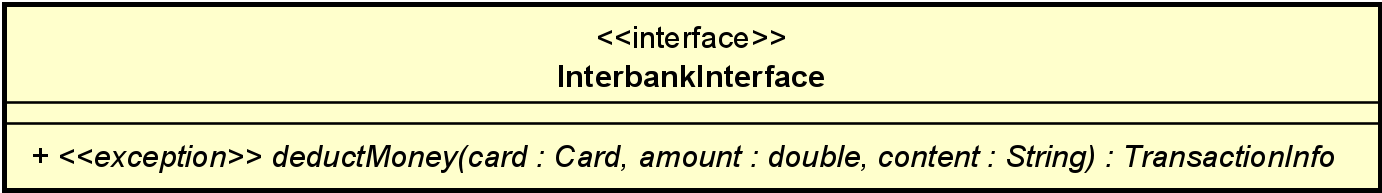 <<interface>>
InterbankInterface
+ <<exception>> deductMoney(card : Card, amount : double, content : String) : TransactionInfo